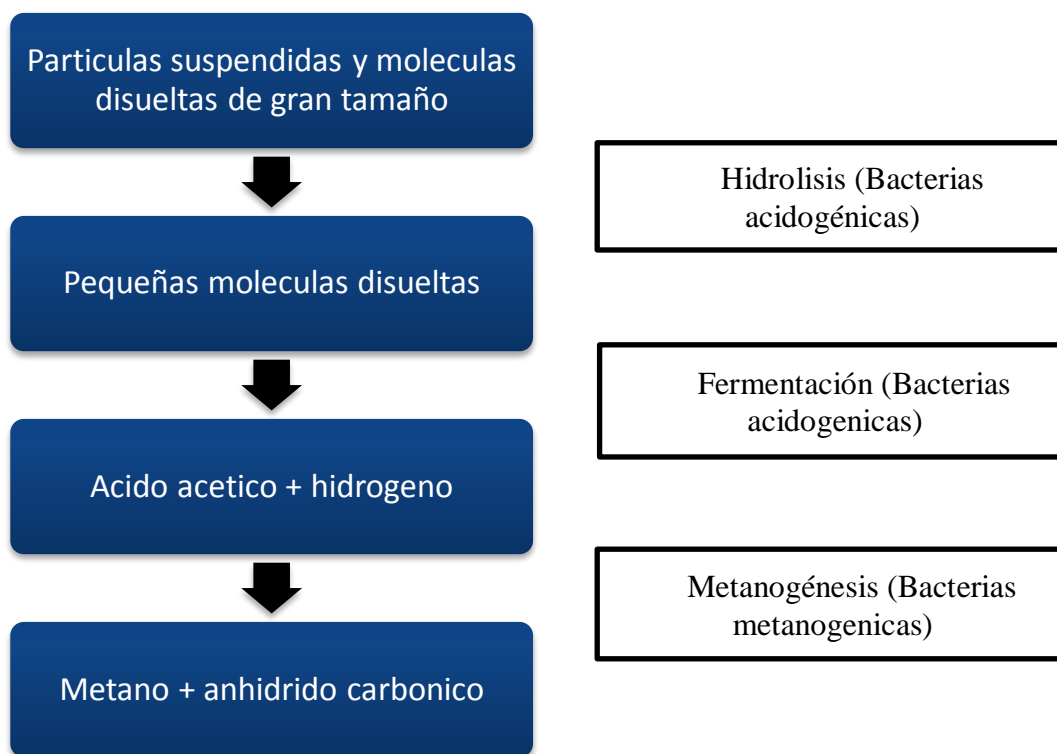 Particulas suspendidas y moleculas
disueltas de gran tamaño
Hidrolisis (Bacterias
acidogénicas)
Pequeñas moleculas disueltas
Fermentación (Bacterias
acidogenicas)
Acido acetico + hidrogeno
Metanogénesis (Bacterias
metanogenicas)
Metano + anhidrido carbonico